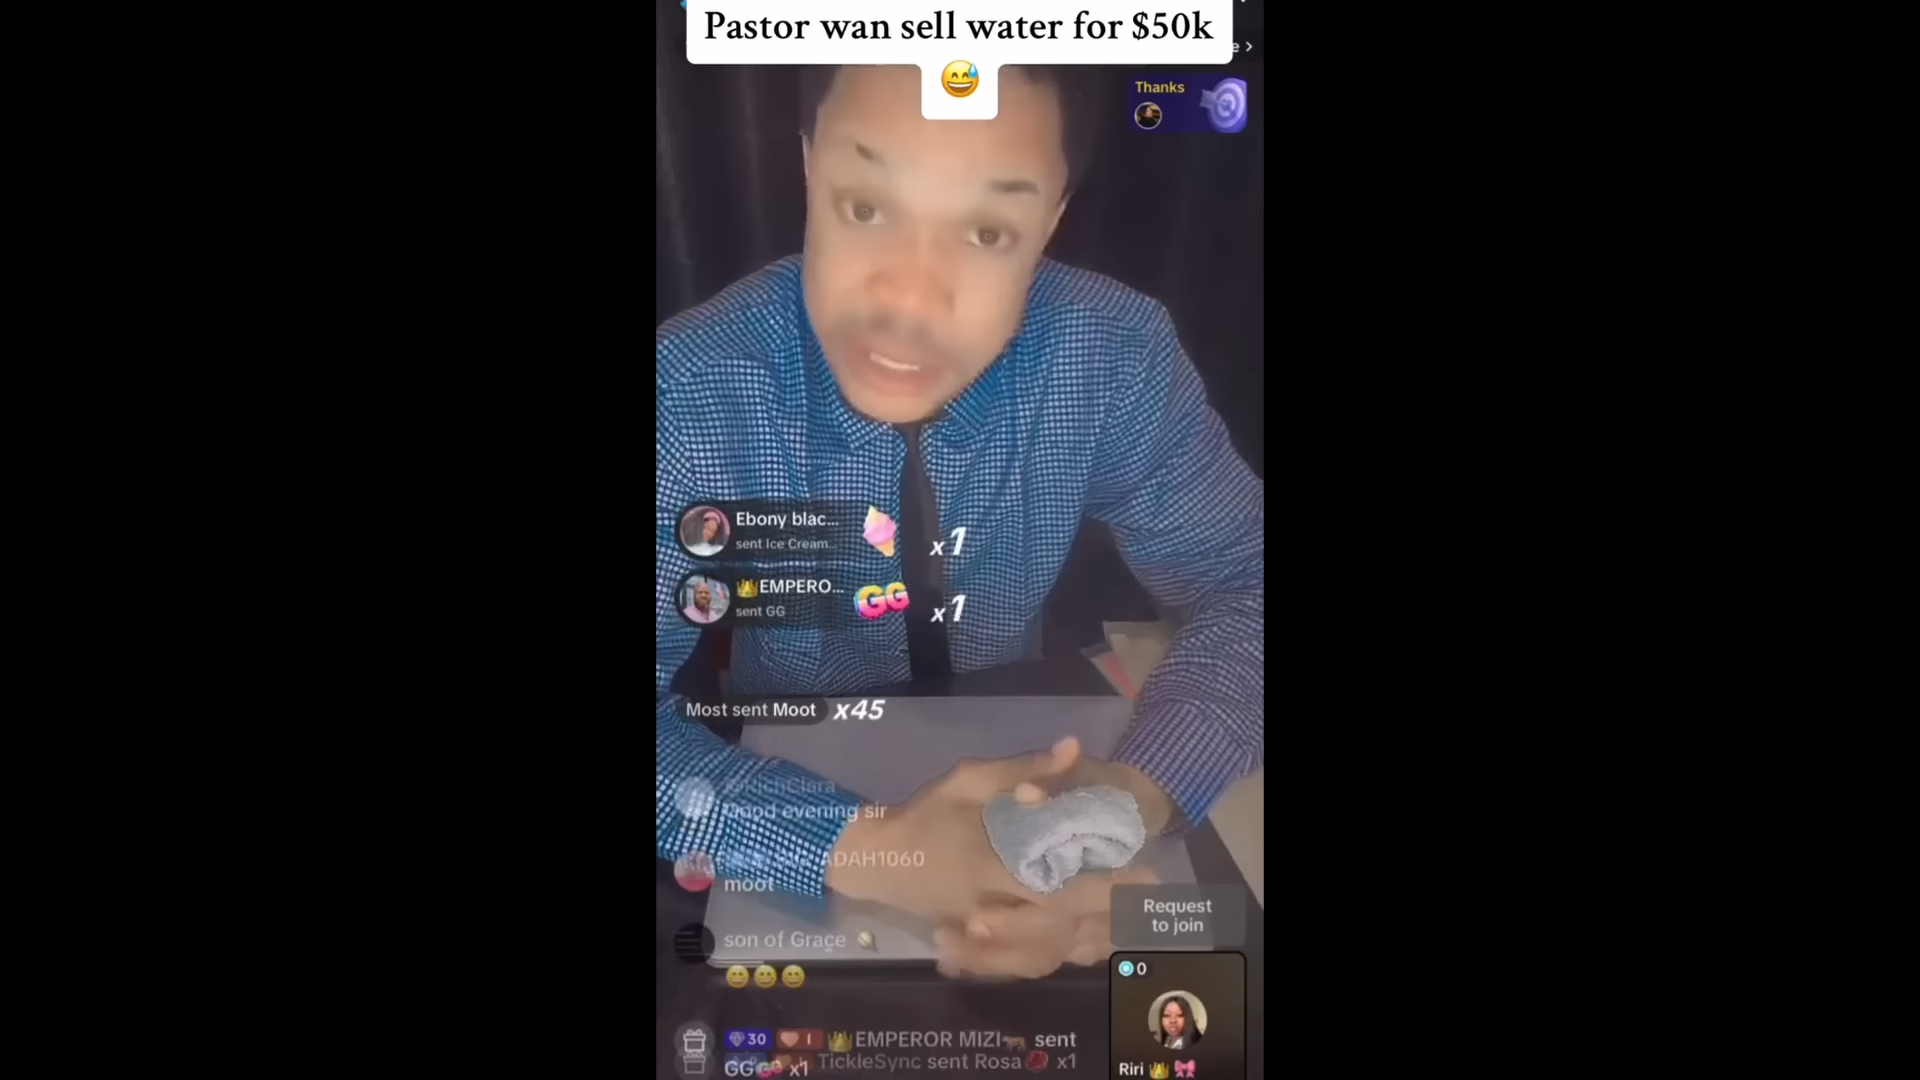 Pastor wan sell water for $50k
😅
e >
Thanks
Ebony blac...
sent Ice Cream...
x1
👑EMPERO...
sent GG
GG
x1
Most sent Moot x45
RichClara
Good evening sir
ADAH1060
moot
son of Grace
😄😄😄
Request
to join
0
30 1 👑EMPEROR MIZI sent
GG x1
TickleSync sent Rosa🌹 x1
Riri 👑🎀